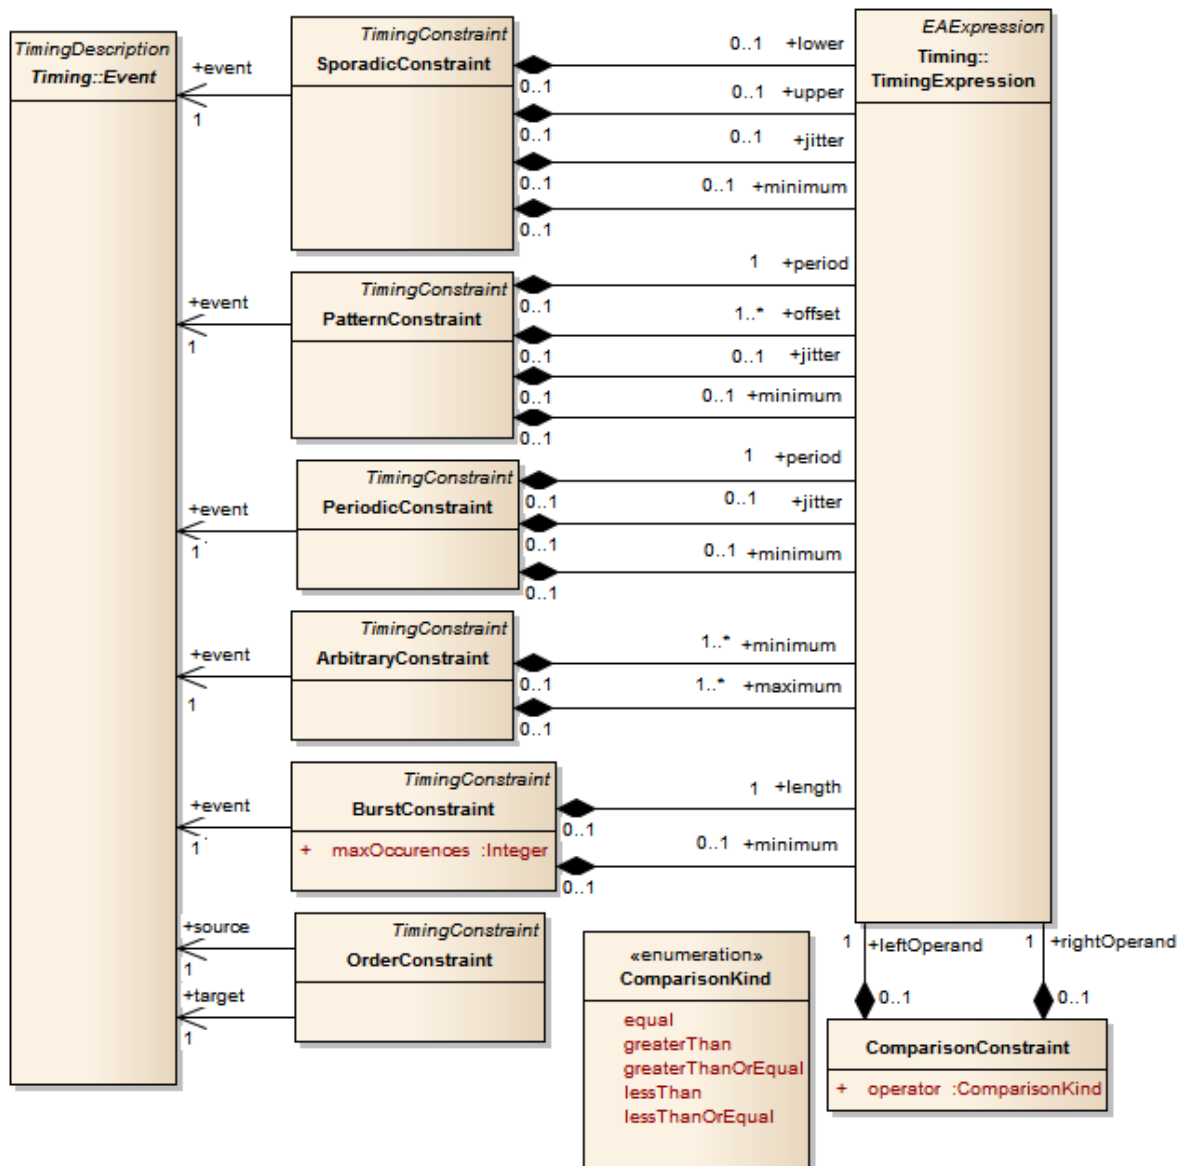 TimingDescription
Timing::Event
+event
1
TimingConstraint
SporadicConstraint
0..1 +lower
0..1
0..1 +upper
0..1
0..1 +jitter
0..1
0..1 +minimum
0..1
EAExpression
Timing::
TimingExpression
+event
1
TimingConstraint
PatternConstraint
1 +period
0..1
1..* +offset
0..1
0..1 +jitter
0..1
0..1 +minimum
0..1
+event
1
TimingConstraint
PeriodicConstraint
1 +period
0..1
0..1 +jitter
0..1
0..1 +minimum
0..1
+event
1
TimingConstraint
ArbitraryConstraint
1..* +minimum
0..1
1..* +maximum
0..1
+event
1
TimingConstraint
BurstConstraint
+ maxOccurences :Integer
1 +length
0..1
0..1 +minimum
0..1
+source
1
+target
1
TimingConstraint
OrderConstraint
«enumeration»
ComparisonKind
equal
greaterThan
greaterThanOrEqual
lessThan
lessThanOrEqual
1 +leftOperand
0..1
1 +rightOperand
0..1
ComparisonConstraint
+ operator :ComparisonKind